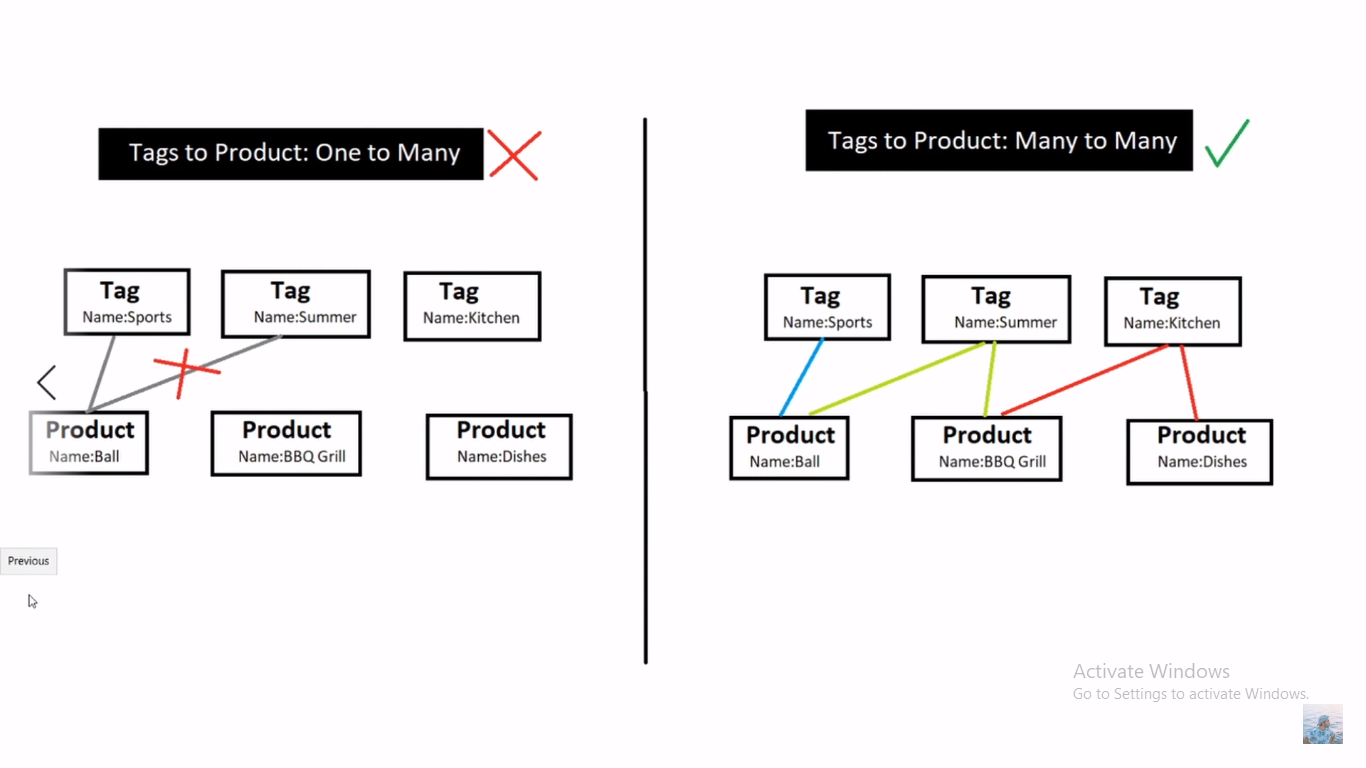 Tags to Product: One to Many
Tag
Name:Sports
Tag
Name:Summer
Tag
Name:Kitchen
Product
Name:Ball
Product
Name:BBQ Grill
Product
Name:Dishes
Previous
Tags to Product: Many to Many
Tag
Name:Sports
Tag
Name:Summer
Tag
Name:Kitchen
Product
Name:Ball
Product
Name:BBQ Grill
Product
Name:Dishes
Activate Windows
Go to Settings to activate Windows.